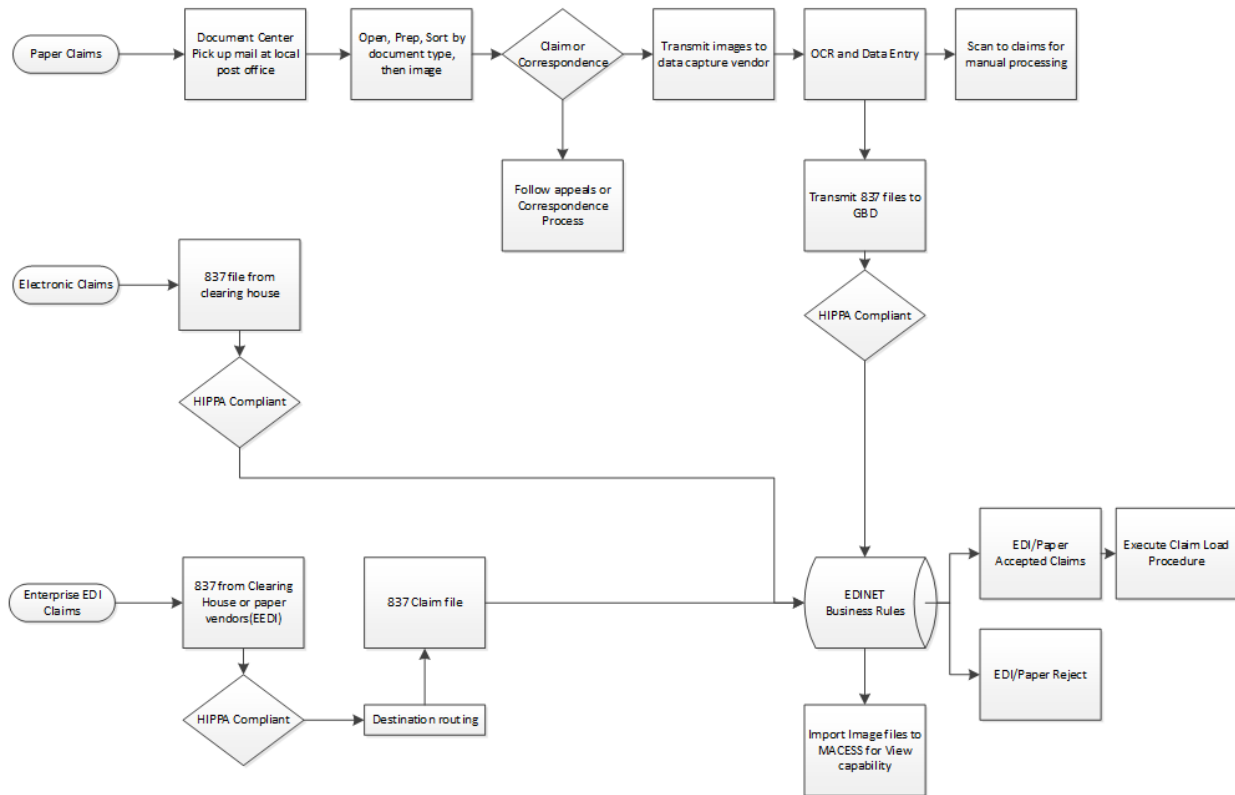 Paper Claims
Document Center
Pick up mail at local
post office
Open, Prep, Sort by
document type,
then image
Claim or
Correspondence
Transmit images to
data capture vendor
OCR and Data Entry
Scan to claims for
manual processing
Follow appeals or
Correspondence
Process
Transmit 837 files to
GBD
Electronic Claims
837 file from
clearing house
HIPPA Compliant
HIPPA Compliant
Enterprise EDI
Claims
837 from Clearing
House or paper
vendors(EEDI)
837 Claim file
EDINET
Business Rules
EDI/Paper
Accepted Claims
Execute Claim Load
Procedure
HIPPA Compliant
Destination routing
EDI/Paper Reject
Import Image files to
MACESS for View
capability